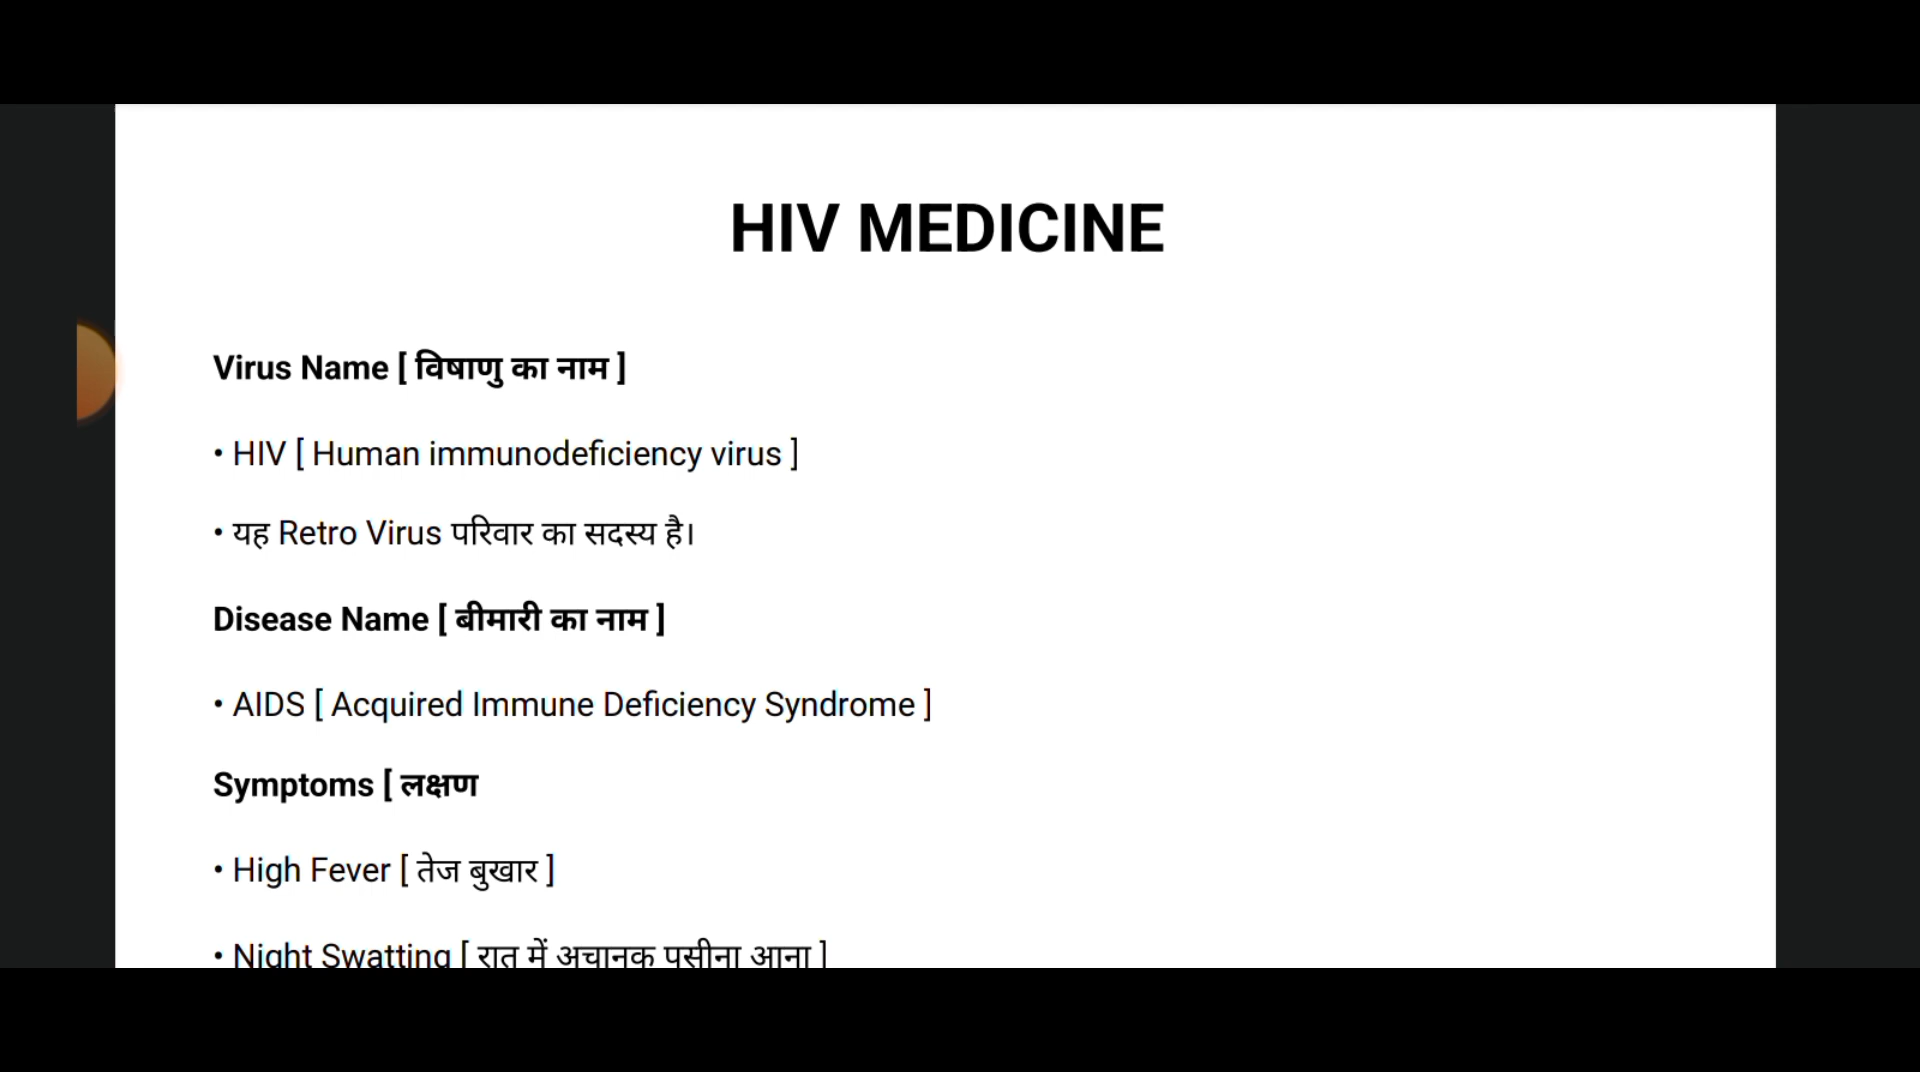 HIV MEDICINE
Virus Name [ विषाणु का नाम ]
• HIV [ Human immunodeficiency virus ]
• यह Retro Virus परिवार का सदस्य है।
Disease Name [ बीमारी का नाम ]
• AIDS [ Acquired Immune Deficiency Syndrome ]
Symptoms [ लक्षण
• High Fever [ तेज बुखार ]
• Night Swatting [ रात में अचानक पसीना आना ]